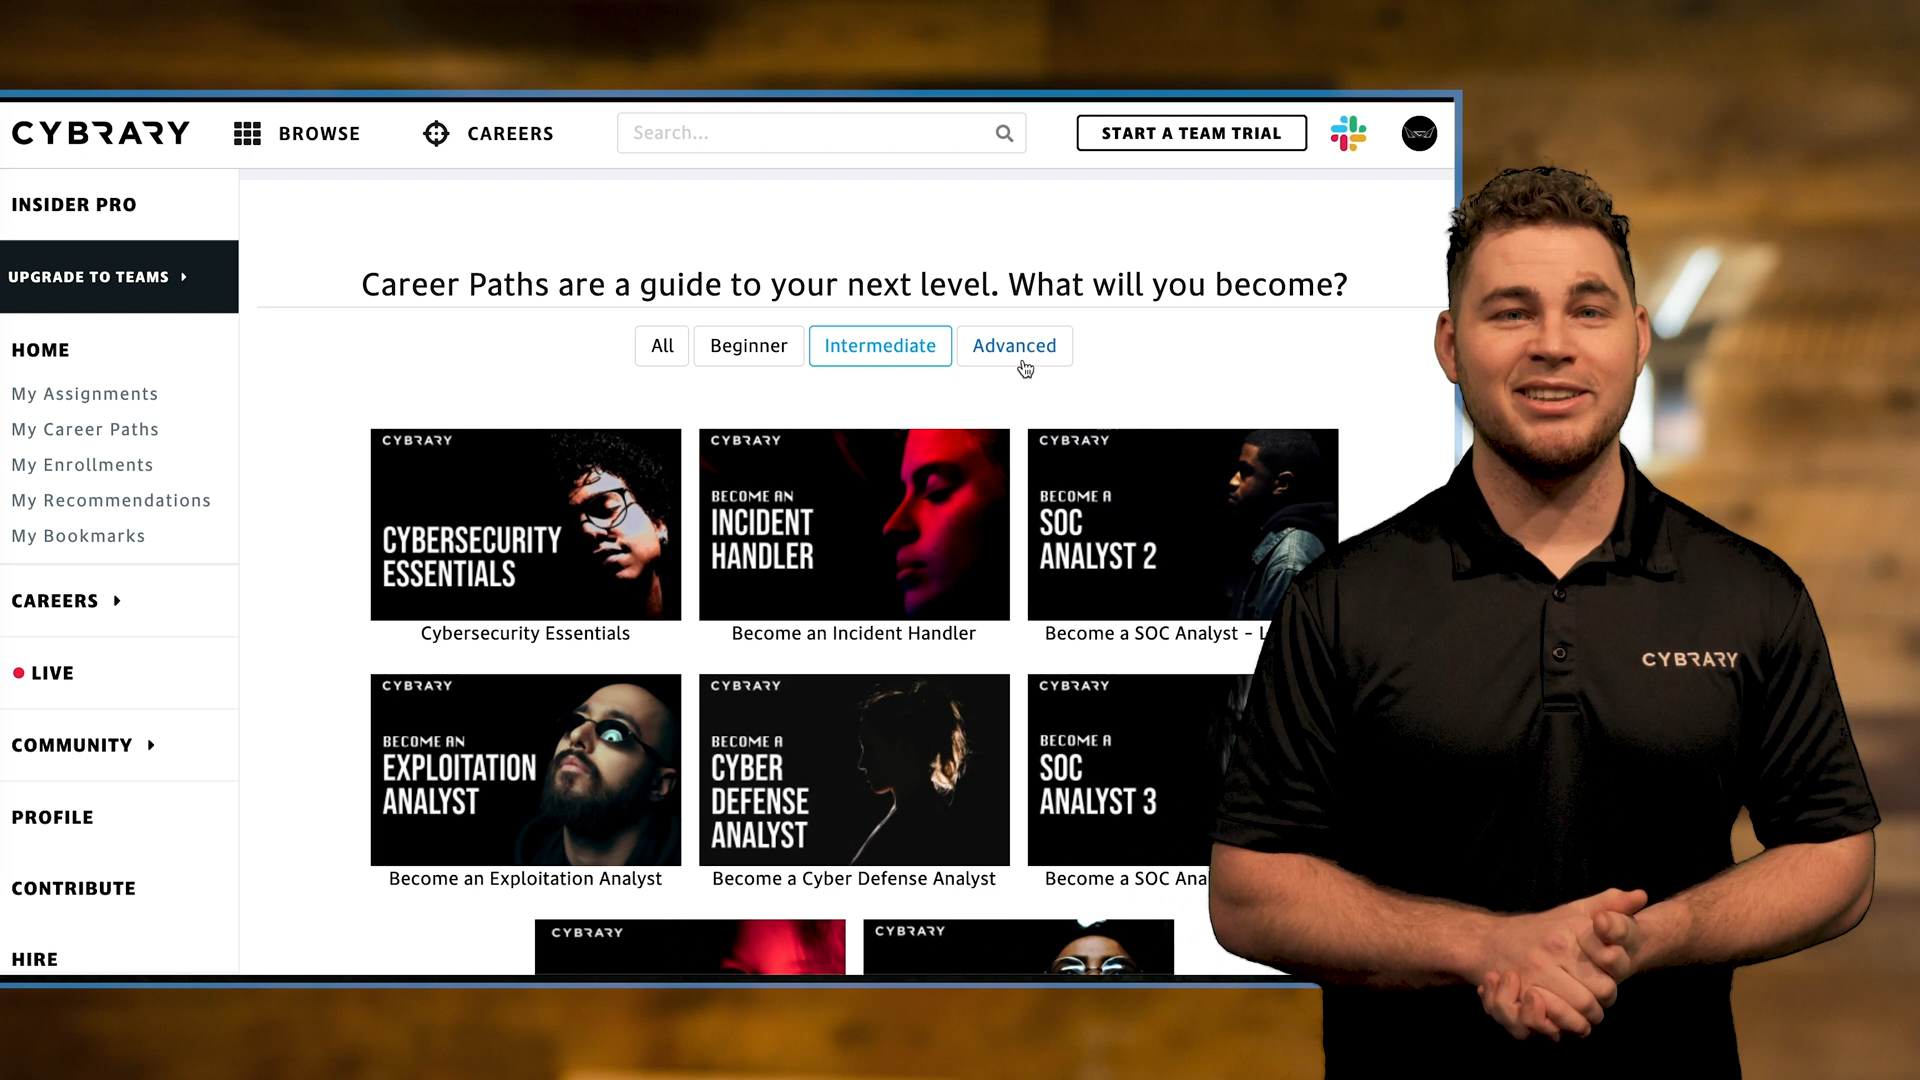 CYBRARY
BROWSE
CAREERS
Search...
START A TEAM TRIAL
INSIDER PRO
UPGRADE TO TEAMS
HOME
My Assignments
My Career Paths
My Enrollments
My Recommendations
My Bookmarks
CAREERS
LIVE
COMMUNITY
PROFILE
CONTRIBUTE
HIRE
Career Paths are a guide to your next level. What will you become?
All
Beginner
Intermediate
Advanced
CYBRARY
CYBERSECURITY
ESSENTIALS
Cybersecurity Essentials
CYBRARY
BECOME AN
INCIDENT
HANDLER
Become an Incident Handler
CYBRARY
BECOME A
SOC
ANALYST 2
Become a SOC Analyst -
CYBRARY
BECOME AN
EXPLOITATION
ANALYST
Become an Exploitation Analyst
CYBRARY
BECOME A
CYBER
DEFENSE
ANALYST
Become a Cyber Defense Analyst
CYBRARY
BECOME A
SOC
ANALYST 3
Become a SOC
CYBRARY
CYBRARY
CYBRARY